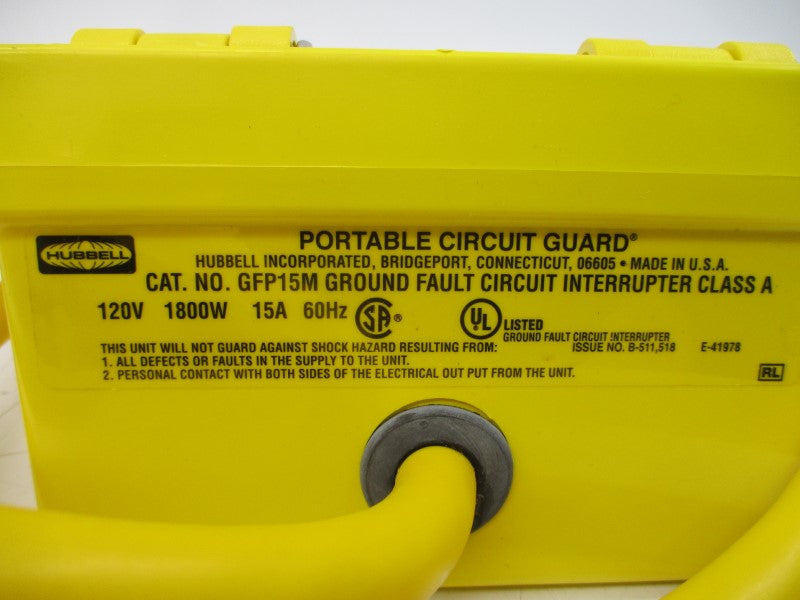 HUBBELL
PORTABLE CIRCUIT GUARD®
HUBBELL INCORPORATED, BRIDGEPORT, CONNECTICUT, 06605 • MADE IN U.S.A.
CAT. NO. GFP15M GROUND FAULT CIRCUIT INTERRUPTER CLASS A
120V 1800W 15A 60Hz SA® UL LISTED
GROUND FAULT CIRCUIT INTERRUPTER
THIS UNIT WILL NOT GUARD AGAINST SHOCK HAZARD RESULTING FROM: ISSUE NO. B-511,518 E-41978
1. ALL DEFECTS OR FAULTS IN THE SUPPLY TO THE UNIT.
2. PERSONAL CONTACT WITH BOTH SIDES OF THE ELECTRICAL OUT PUT FROM THE UNIT. RL